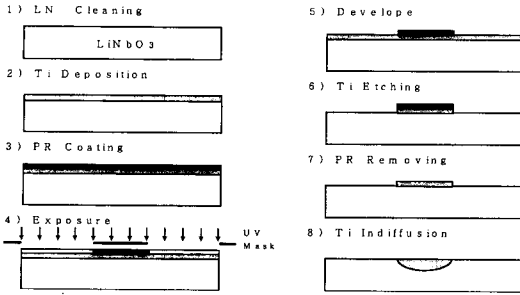 1) LN Cleaning
LiNbO3
2) Ti Deposition
3) PR Coating
4) Exposure
UV
Mask
5) Develope
6) Ti Etching
7) PR Removing
8) Ti Indiffusion